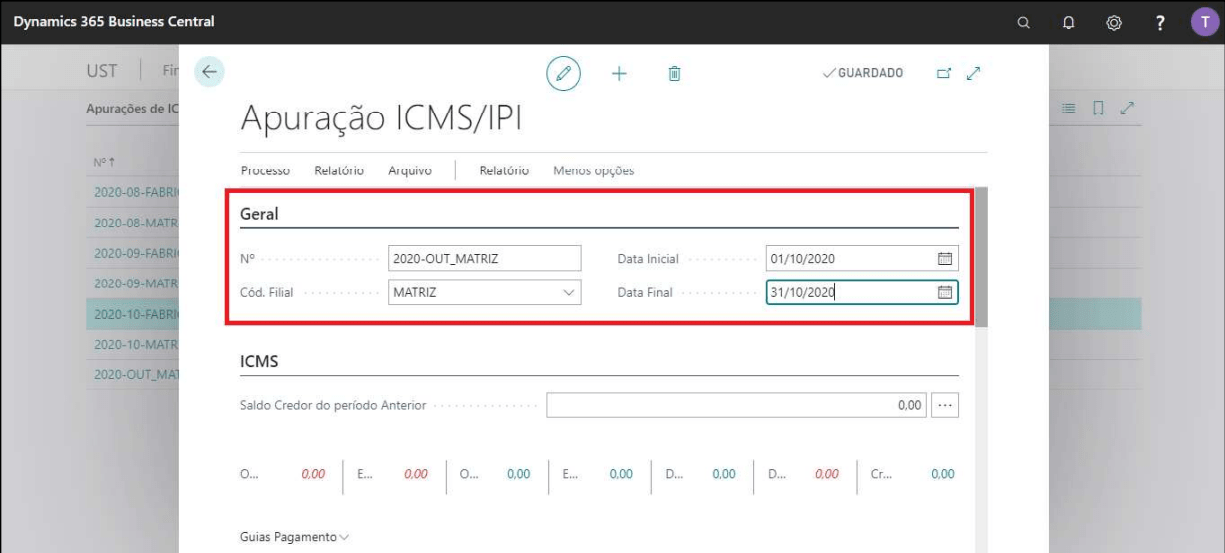 Dynamics 365 Business Central
?
T
UST
Fir
GUARDADO
Apurações de IC
Apuração ICMS/IPI
Processo Relatório Arquivo Relatório Menos opções
Nº ↑
2020-08-FABRI
2020-08-MATR
2020-09-FABRI
2020-09-MATR
2020-10-FABRI
2020-10-MATR
2020-OUT_MAT
Geral
Nº 2020-OUT_MATRIZ Data Inicial 01/10/2020
Cód. Filial MATRIZ Data Final 31/10/2020
ICMS
Saldo Credor do período Anterior 0,00 ...
O... 0,00 E... 0,00 O... 0,00 E... 0,00 D... 0,00 D... 0,00 Cr... 0,00
Guias Pagamento